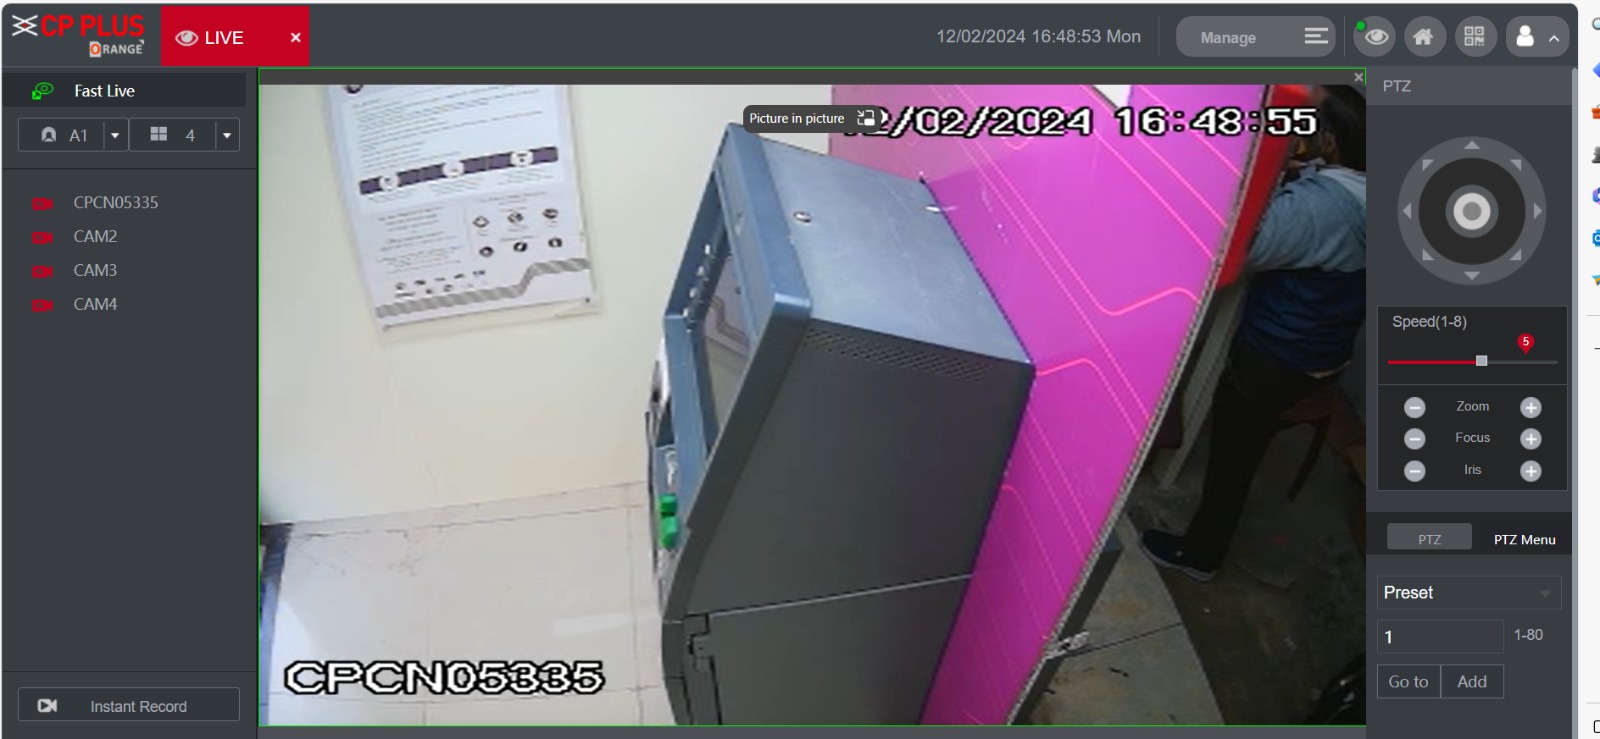 CP PLUS
ORANGE
LIVE
12/02/2024 16:48:53 Mon
Manage
Fast Live
A1
4
CPCN05335
CAM2
CAM3
CAM4
Instant Record
Picture in picture
2/02/2024 16:48:55
CPCN05335
PTZ
Speed(1-8)
5
Zoom
Focus
Iris
PTZ
PTZ Menu
Preset
1
1-80
Go to
Add